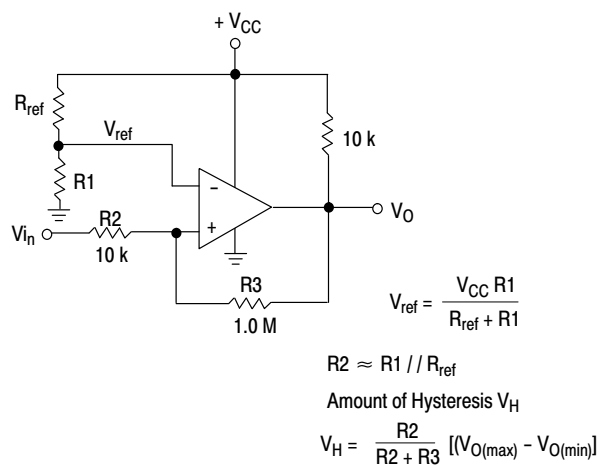 + VCC
Rref
Vref
10 k
R1
-
+
R2
Vin
10 k
VO
R3
1.0 M
Vref = VCC R1 / Rref + R1
R2 ≈ R1 // Rref
Amount of Hysteresis VH
VH = R2 / R2 + R3 [(VO(max) - VO(min)]